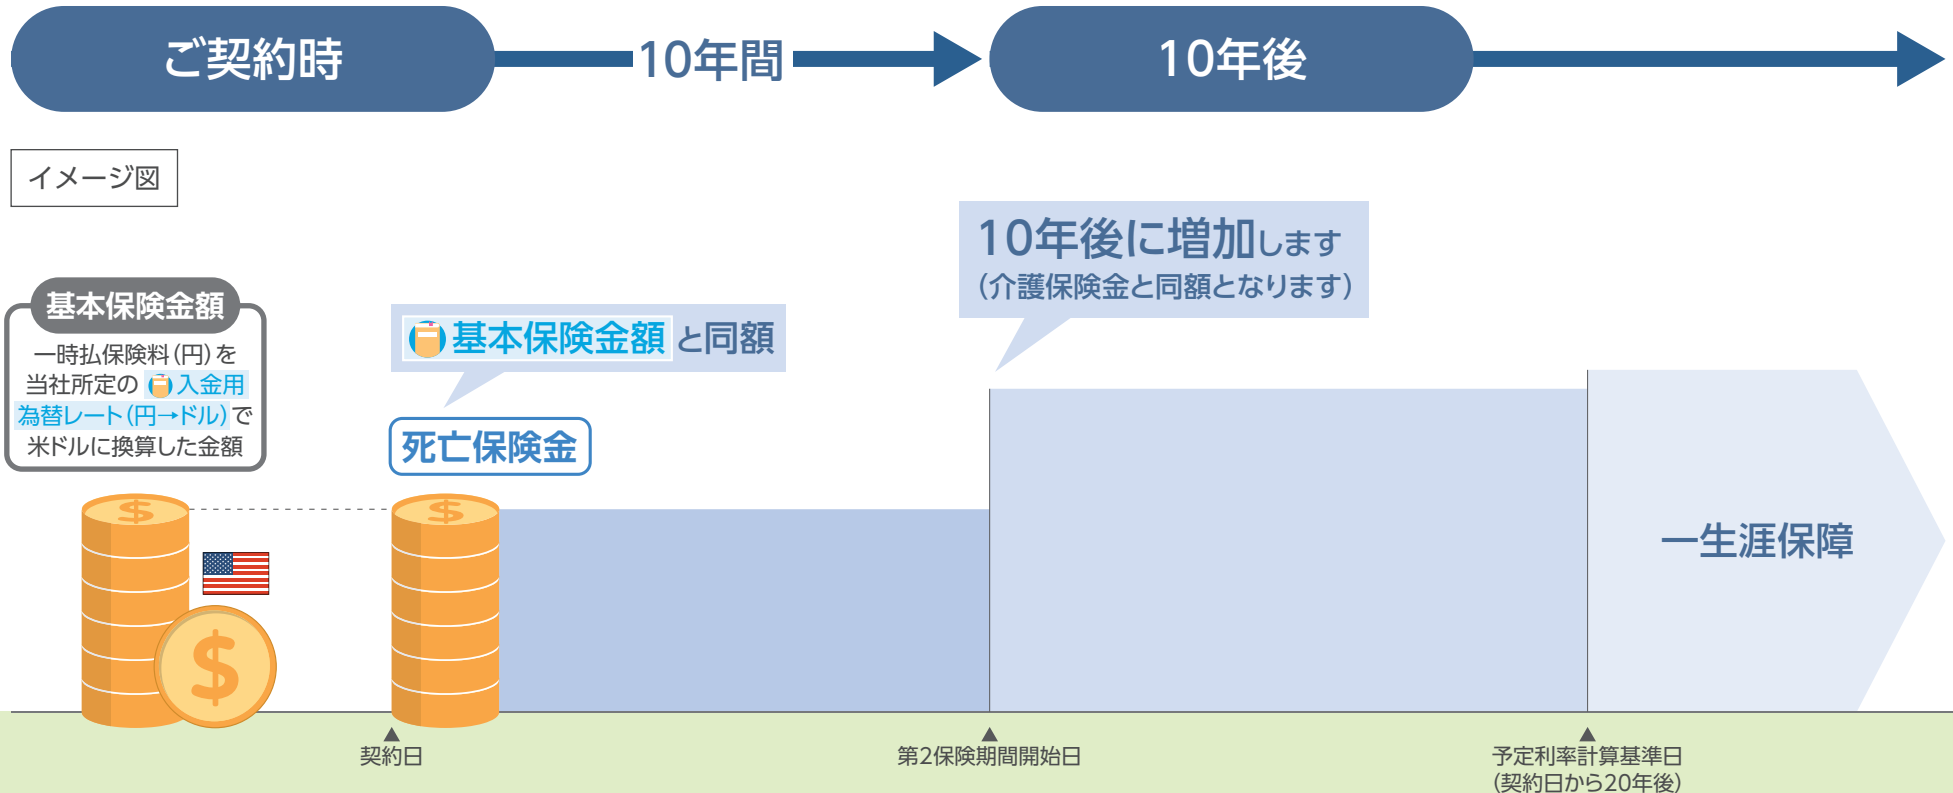 ご契約時
10年間
10年後
イメージ図
10年後に増加します
（介護保険金と同額となります）
基本保険金額
一時払保険料（円）を
当社所定の 入金用
為替レート（円→ドル）で
米ドルに換算した金額
基本保険金額 と同額
死亡保険金
一生涯保障
▲
契約日
▲
第2保険期間開始日
▲
予定利率計算基準日
（契約日から20年後）